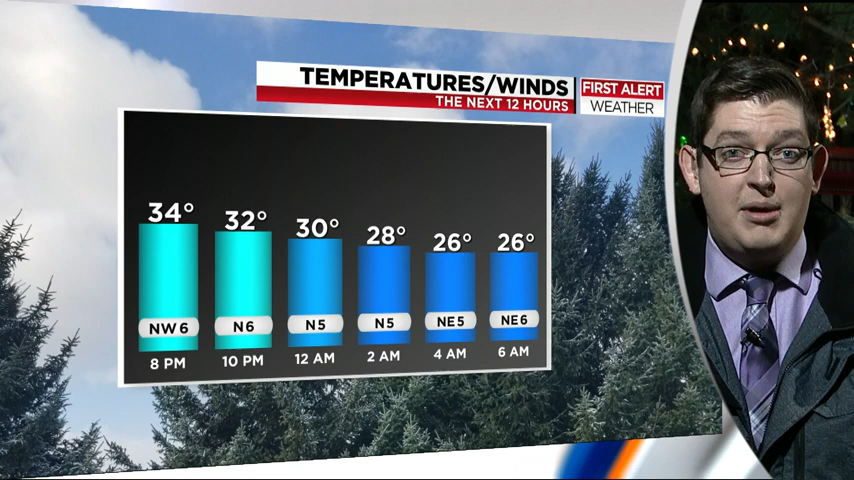 TEMPERATURES/WINDS
THE NEXT 12 HOURS
FIRST ALERT
WEATHER
34° 32° 30° 28° 26° 26°
NW 6 N 6 N 5 N 5 NE 5 NE 6
8 PM 10 PM 12 AM 2 AM 4 AM 6 AM